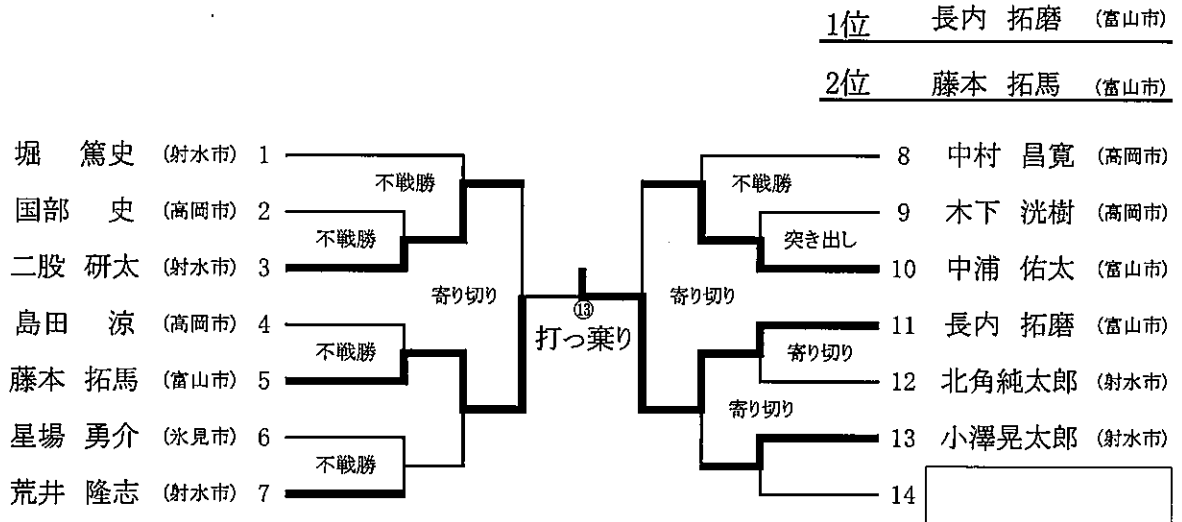 1位 長内 拓磨 (富山市)
2位 藤本 拓馬 (富山市)
堀 篤史 (射水市) 1
国部 史 (高岡市) 2
二股 研太 (射水市) 3
島田 涼 (高岡市) 4
藤本 拓馬 (富山市) 5
星場 勇介 (氷見市) 6
荒井 隆志 (射水市) 7
不戦勝
不戦勝
寄り切り
不戦勝
不戦勝
⑬
打っ棄り
不戦勝
突き出し
寄り切り
寄り切り
寄り切り
8 中村 昌寛 (高岡市)
9 木下 洸樹 (高岡市)
10 中浦 佑太 (富山市)
11 長内 拓磨 (富山市)
12 北角純太郎 (射水市)
13 小澤晃太郎 (射水市)
14